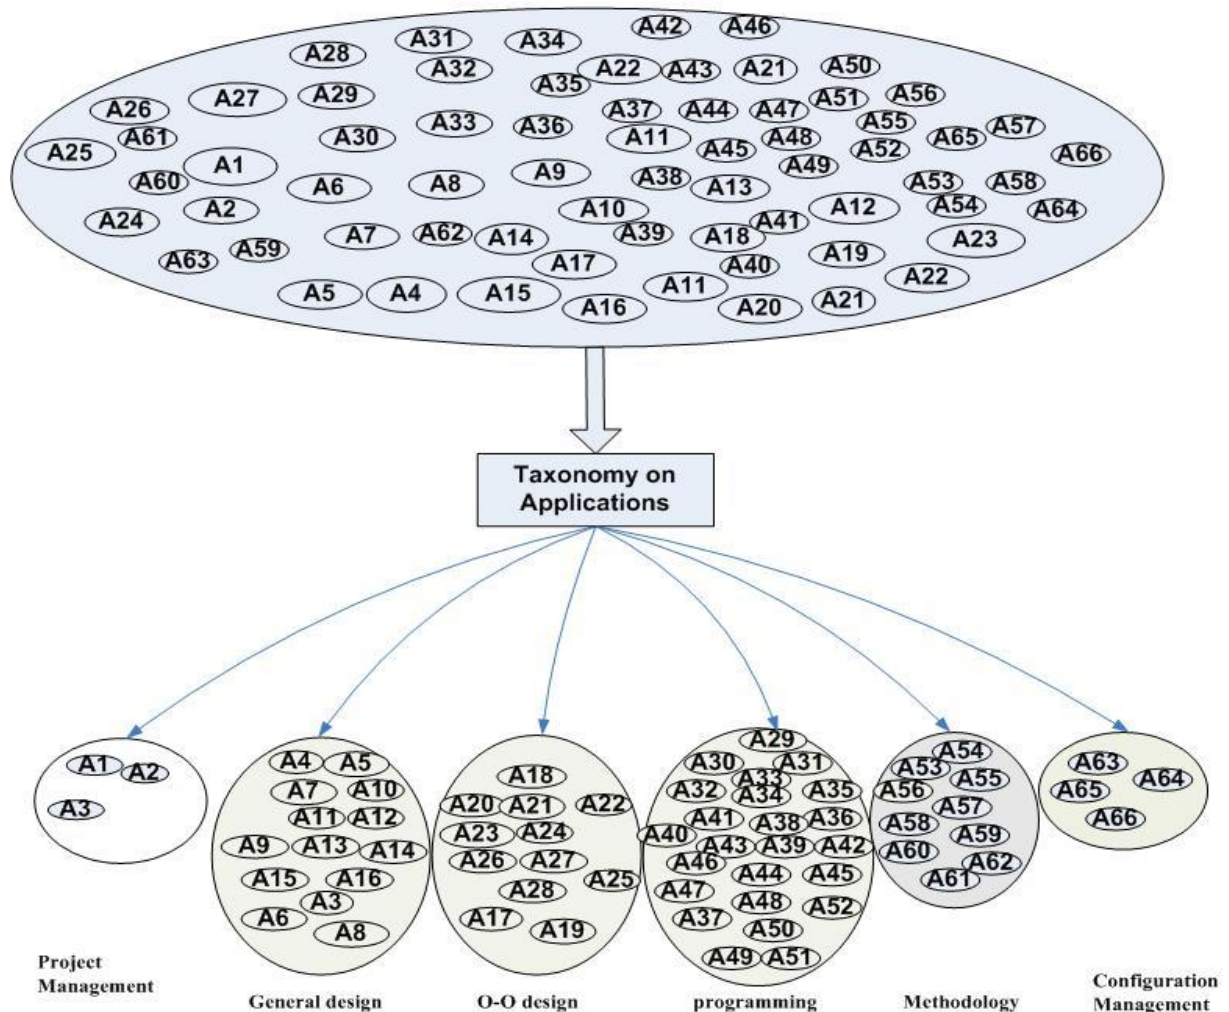 A42 A46
A31 A34
A28 A32 A22 A43 A21 A50
A35
A27 A29 A51 A56
A26 A37 A44 A47
A33 A36 A55 A57
A61 A30 A11 A48 A65
A25 A45 A52 A66
A1 A9 A49
A60 A6 A8 A38 A13 A53 A58
A24 A2 A10 A41 A12 A54 A64
A7 A62 A14 A39 A18 A23
A63 A59 A17 A40 A19
A5 A4 A15 A11 A22
A16 A20 A21
Taxonomy on
Applications
A1 A2
A3
Project
Management
A4 A5
A7 A10
A11 A12
A9 A13 A14
A15 A16
A3
A6 A8
General design
A18
A20 A21 A22
A23 A24
A26 A27
A28 A25
A17 A19
O-O design
A29
A30 A31
A33
A32 A34 A35
A41 A38 A36
A40 A43 A39 A42
A46 A44 A45
A47 A48 A52
A37 A50
A49 A51
programming
A54
A53 A55
A56 A57
A58 A59
A60 A62
A61
Methodology
A63 A64
A65
A66
Configuration
Management